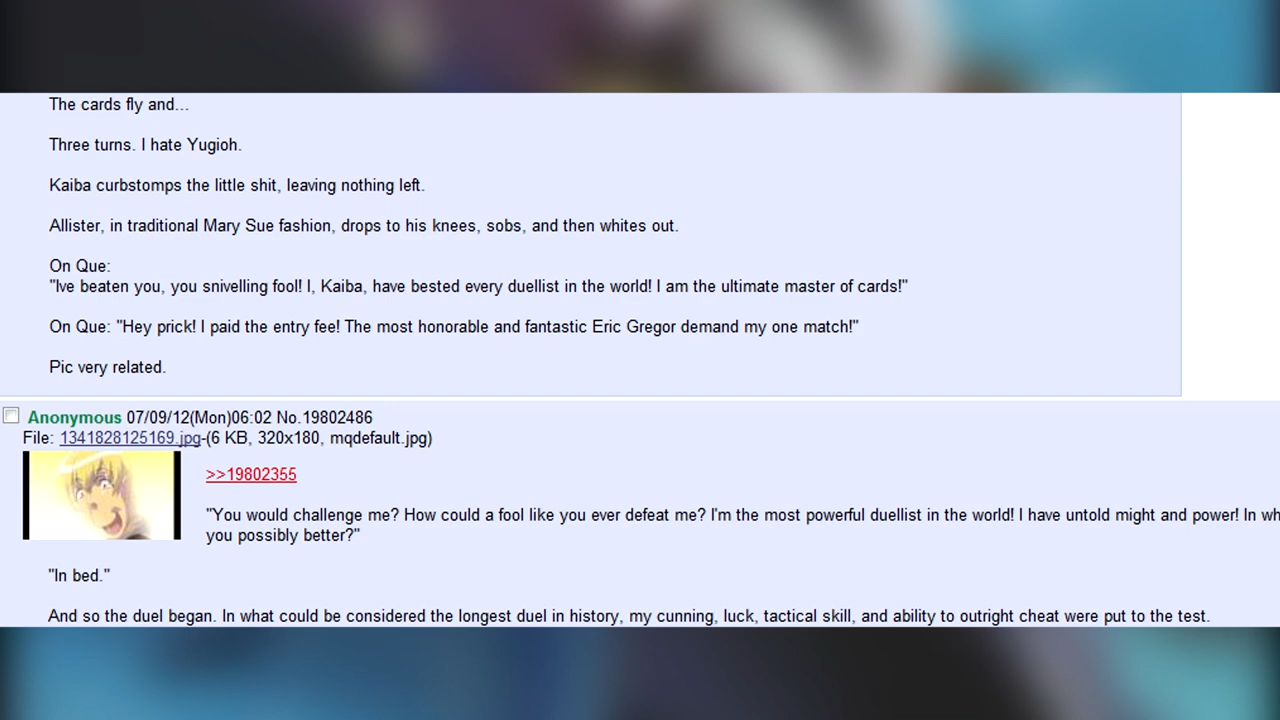 The cards fly and...
Three turns. I hate Yugioh.
Kaiba curbstomps the little shit, leaving nothing left.
Allister, in traditional Mary Sue fashion, drops to his knees, sobs, and then whites out.
On Que:
"Ive beaten you, you snivelling fool! I, Kaiba, have bested every duellist in the world! I am the ultimate master of cards!"
On Que: "Hey prick! I paid the entry fee! The most honorable and fantastic Eric Gregor demand my one match!"
Pic very related.
Anonymous 07/09/12(Mon)06:02 No.19802486
File: 1341828125169.jpg-(6 KB, 320x180, mqdefault.jpg)
>>19802355
"You would challenge me? How could a fool like you ever defeat me? I'm the most powerful duellist in the world! I have untold might and power! In wh
you possibly better?"
"In bed."
And so the duel began. In what could be considered the longest duel in history, my cunning, luck, tactical skill, and ability to outright cheat were put to the test.